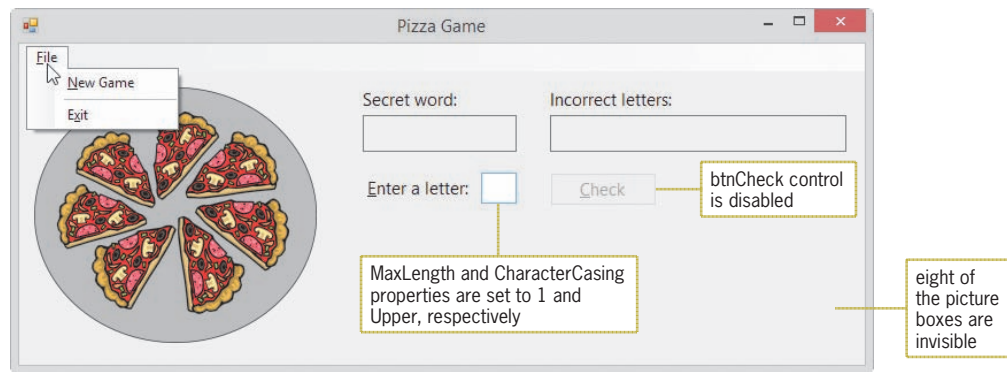 Pizza Game
File
New Game
Exit
Secret word:
Incorrect letters:
Enter a letter:
Check
btnCheck control
is disabled
MaxLength and CharacterCasing
properties are set to 1 and
Upper, respectively
eight of
the picture
boxes are
invisible